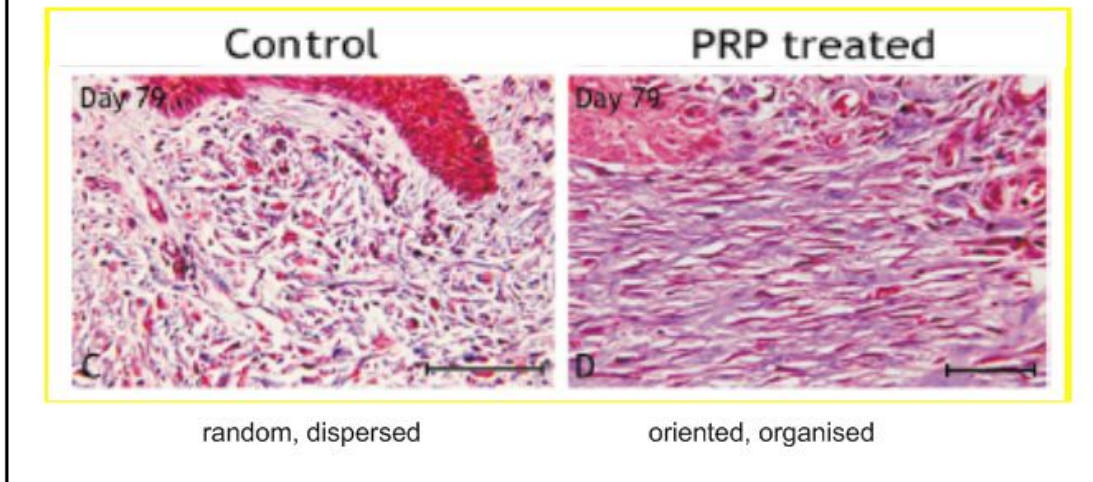 Control
PRP treated
Day 79
Day 79
C
D
random, dispersed
oriented, organised